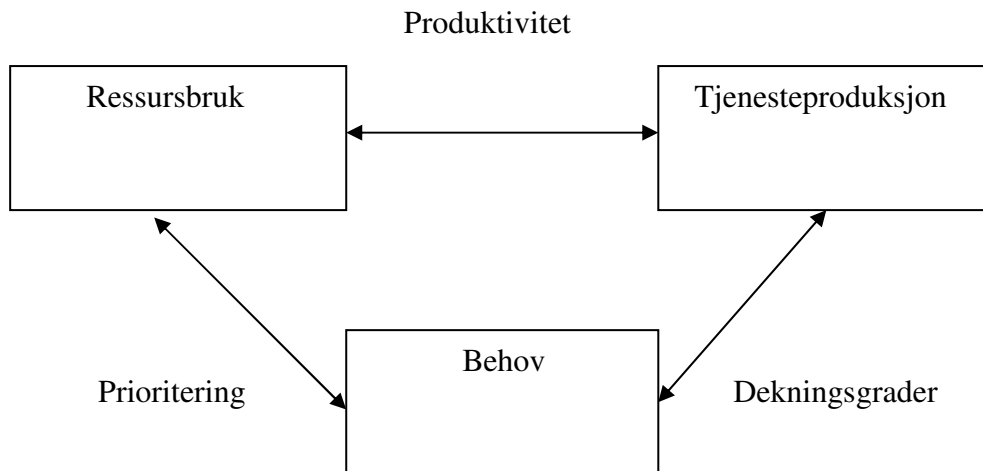 Produktivitet
Ressursbruk
Tjenesteproduksjon
Behov
Prioritering
Dekningsgrader